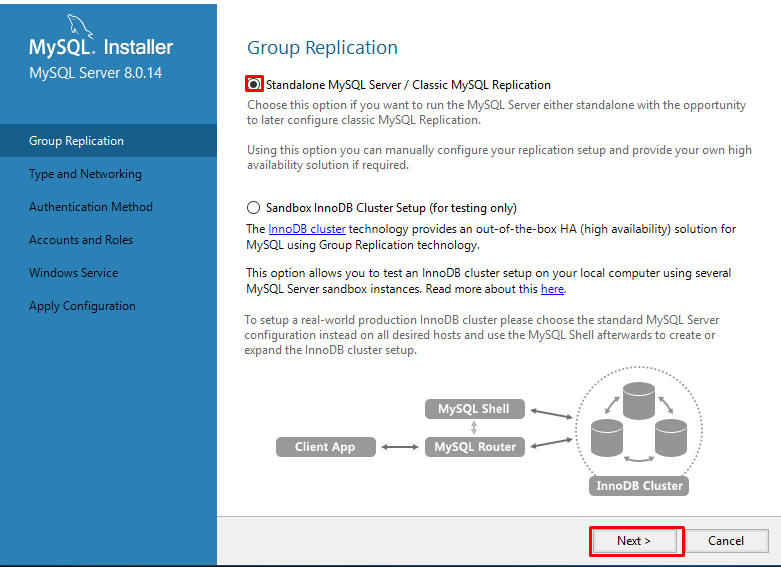 MySQL. Installer
MySQL Server 8.0.14
Group Replication
Type and Networking
Authentication Method
Accounts and Roles
Windows Service
Apply Configuration
Group Replication
Standalone MySQL Server / Classic MySQL Replication
Choose this option if you want to run the MySQL Server either standalone with the opportunity
to later configure classic MySQL Replication.
Using this option you can manually configure your replication setup and provide your own high
availability solution if required.
Sandbox InnoDB Cluster Setup (for testing only)
The InnoDB cluster technology provides an out-of-the-box HA (high availability) solution for
MySQL using Group Replication technology.
This option allows you to test an InnoDB cluster setup on your local computer using several
MySQL Server sandbox instances. Read more about this here.
To setup a real-world production InnoDB cluster please choose the standard MySQL Server
configuration instead on all desired hosts and use the MySQL Shell afterwards to create or
expand the InnoDB cluster setup.
MySQL Shell
Client App
MySQL Router
InnoDB Cluster
Next >
Cancel